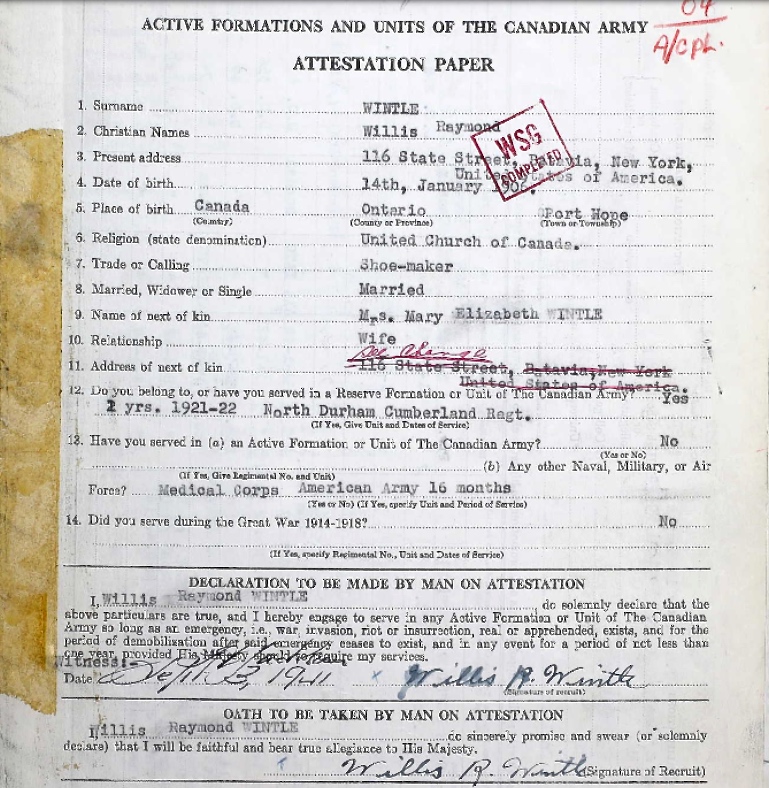 04
A/cpl.
ACTIVE FORMATIONS AND UNITS OF THE CANADIAN ARMY
ATTESTATION PAPER
1. Surname WINTLE
2. Christian Names Willis Raymond
WSG COMPLETED
3. Present address 116 State Street, Batavia, New York,
United States of America.
4. Date of birth 14th, January 1906.
5. Place of birth Canada Ontario Port Hope
(Country) (County or Province) (Town or Township)
6. Religion (state denomination) United Church of Canada.
7. Trade or Calling Shoe-maker
8. Married, Widower or Single Married
9. Name of next of kin Mrs. Mary Elizabeth WINTLE
10. Relationship Wife
See Change
11. Address of next of kin 116 State Street, Batavia, New York
United States of America.
12. Do you belong to, or have you served in a Reserve Formation or Unit of The Canadian Army? Yes
2 yrs. 1921-22 North Durham Cumberland Regt.
(If Yes, Give Unit and Dates of Service)
13. Have you served in (a) an Active Formation or Unit of The Canadian Army? No
(Yes or No)
(b) Any other Naval, Military, or Air
(If Yes, Give Regimental No. and Unit)
Force? Medical Corps American Army 16 months
(Yes or No) (If Yes, specify Unit and Period of Service)
14. Did you serve during the Great War 1914-1918? No
(If Yes, specify Regimental No., Unit and Dates of Service)
DECLARATION TO BE MADE BY MAN ON ATTESTATION
I, Willis Raymond WINTLE do solemnly declare that the
above particulars are true, and I hereby engage to serve in any Active Formation or Unit of The Canadian
Army so long as an emergency, i.e., war, invasion, riot or insurrection, real or apprehended, exists, and for the
period of demobilisation after said emergency ceases to exist, and in any event for a period of not less than
one year, provided His Majesty should require my services.
Witness:-
Date Sept. 23, 1941 x Willis R. Wintle
(Signature of recruit)
OATH TO BE TAKEN BY MAN ON ATTESTATION
I, Willis Raymond WINTLE do sincerely promise and swear (or solemnly
declare) that I will be faithful and bear true allegiance to His Majesty.
Willis R. Wintle (Signature of Recruit)